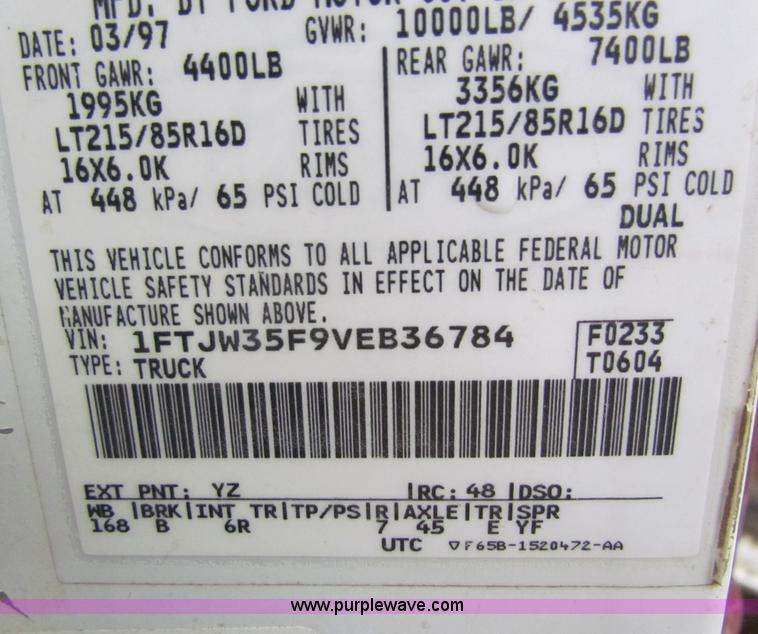 MFD. BY FORD MOTOR
DATE: 03/97 GVWR: 10000LB/ 4535KG
FRONT GAWR: 4400LB REAR GAWR: 7400LB
1995KG WITH 3356KG WITH
LT215/85R16D TIRES LT215/85R16D TIRES
16X6.0K RIMS 16X6.0K RIMS
AT 448 kPa/ 65 PSI COLD AT 448 kPa/ 65 PSI COLD
DUAL
THIS VEHICLE CONFORMS TO ALL APPLICABLE FEDERAL MOTOR
VEHICLE SAFETY STANDARDS IN EFFECT ON THE DATE OF
MANUFACTURE SHOWN ABOVE.
VIN: 1FTJW35F9VEB36784 F0233
TYPE: TRUCK T0604
EXT PNT: YZ RC: 48 DSO:
WB BRK INT TR TP/PS R AXLE TR SPR
168 B 6R 7 45 E YF
UTC ▽F65B-1520472-AA
www.purplewave.com